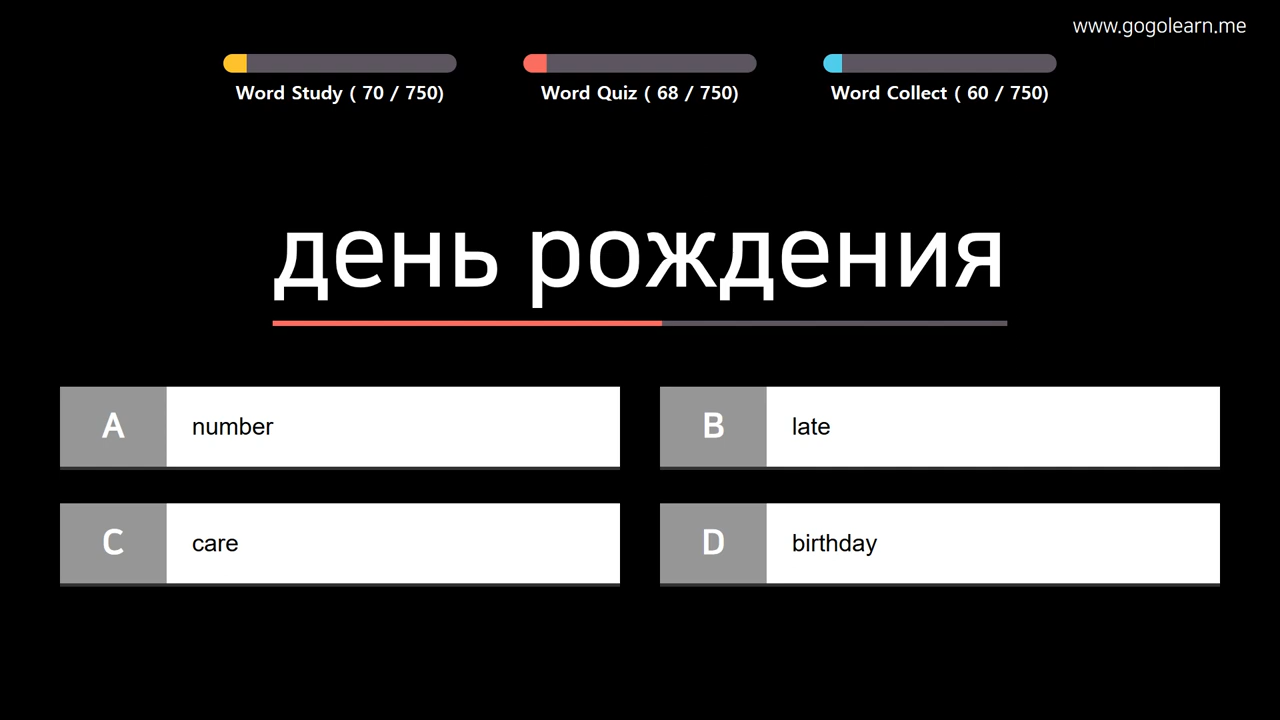 www.gogolearn.me
Word Study ( 70 / 750)
Word Quiz ( 68 / 750)
Word Collect ( 60 / 750)
день рождения
A number
B late
C care
D birthday